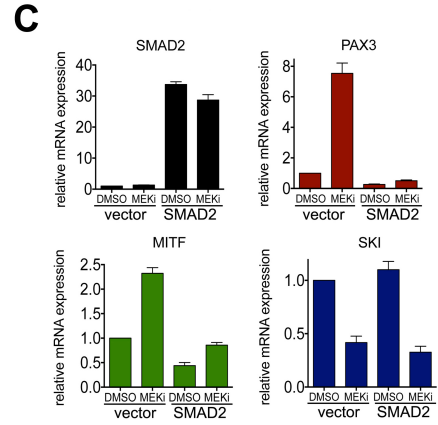 C
SMAD2
relative mRNA expression
40
30
20
10
0
DMSO MEKi DMSO MEKi
vector SMAD2
PAX3
relative mRNA expression
8
6
4
2
0
DMSO MEKi DMSO MEKi
vector SMAD2
MITF
relative mRNA expression
2.5
2.0
1.5
1.0
0.5
0.0
DMSO MEKi DMSO MEKi
vector SMAD2
SKI
relative mRNA expression
1.0
0.5
0.0
DMSO MEKi DMSO MEKi
vector SMAD2